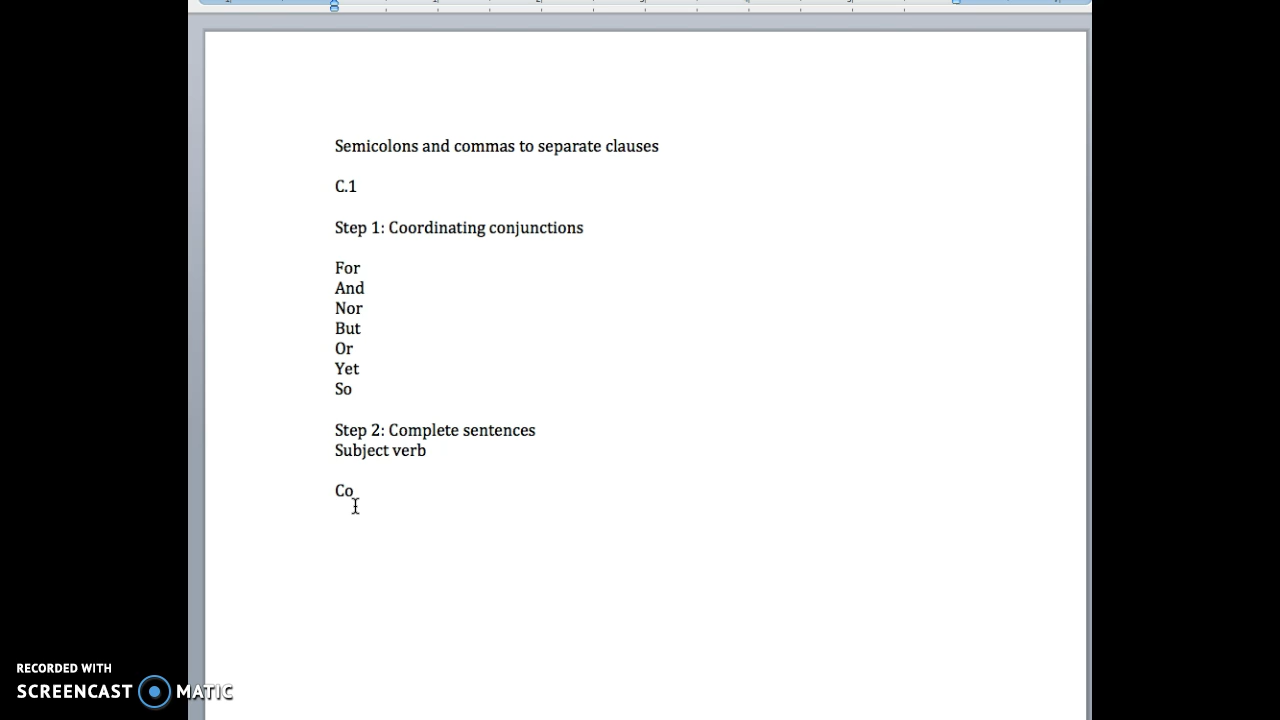 Semicolons and commas to separate clauses
C.1
Step 1: Coordinating conjunctions
For
And
Nor
But
Or
Yet
So
Step 2: Complete sentences
Subject verb
Co
RECORDED WITH
SCREENCAST MATIC